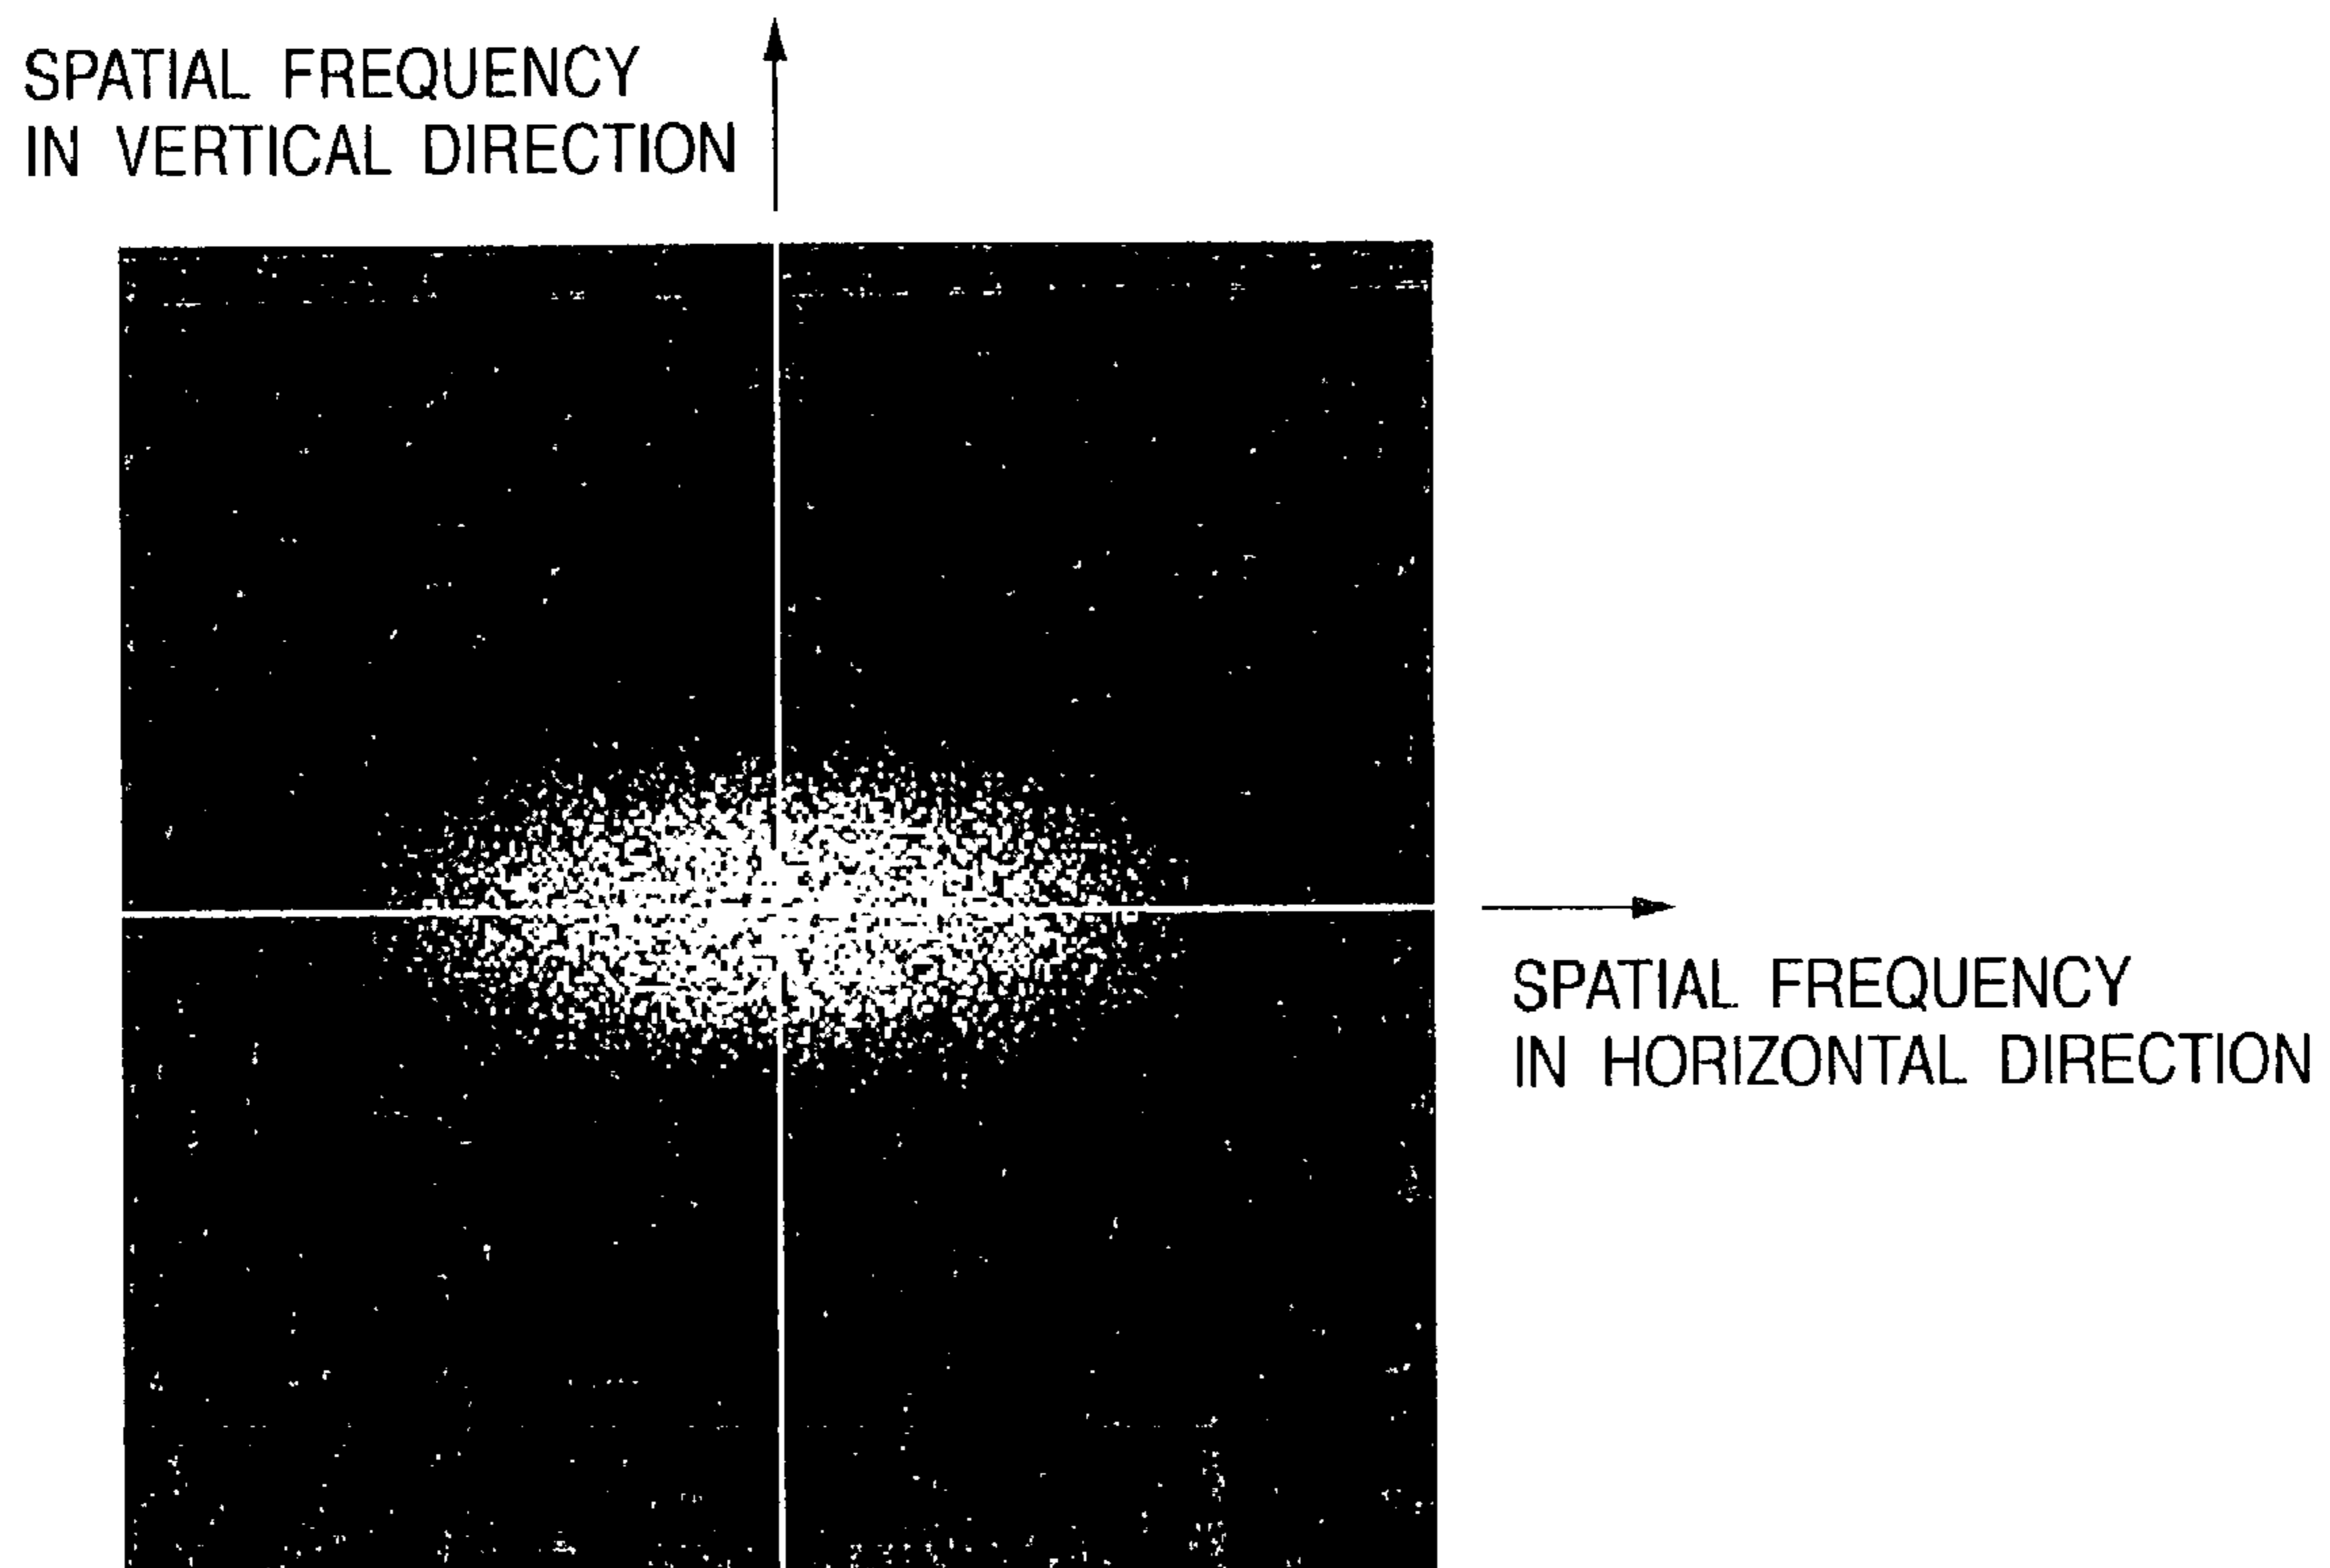 SPATIAL FREQUENCY
IN VERTICAL DIRECTION
SPATIAL FREQUENCY
IN HORIZONTAL DIRECTION